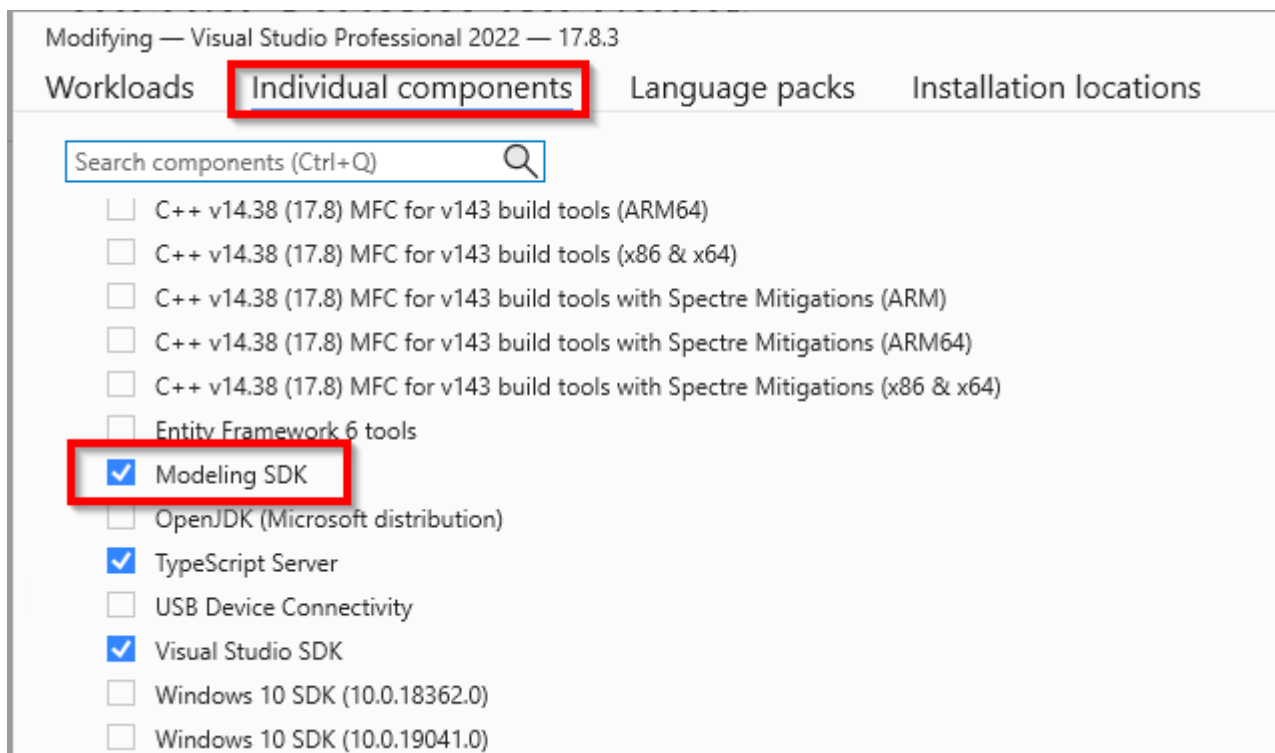 Modifying — Visual Studio Professional 2022 — 17.8.3
Workloads Individual components Language packs Installation locations
Search components (Ctrl+Q)
C++ v14.38 (17.8) MFC for v143 build tools (ARM64)
C++ v14.38 (17.8) MFC for v143 build tools (x86 & x64)
C++ v14.38 (17.8) MFC for v143 build tools with Spectre Mitigations (ARM)
C++ v14.38 (17.8) MFC for v143 build tools with Spectre Mitigations (ARM64)
C++ v14.38 (17.8) MFC for v143 build tools with Spectre Mitigations (x86 & x64)
Entity Framework 6 tools
Modeling SDK
OpenJDK (Microsoft distribution)
TypeScript Server
USB Device Connectivity
Visual Studio SDK
Windows 10 SDK (10.0.18362.0)
Windows 10 SDK (10.0.19041.0)